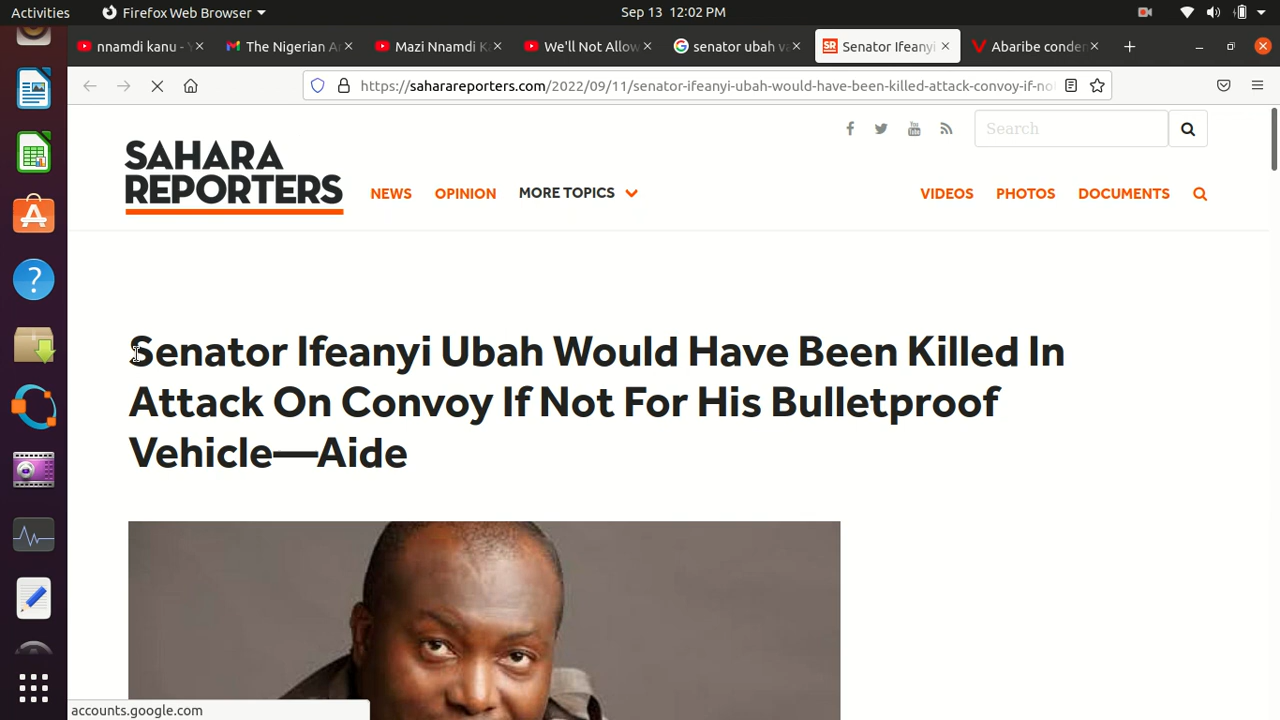 Activities
Firefox Web Browser
Sep 13 12:02 PM
nnamdi kanu - Y
The Nigerian A
Mazi Nnamdi K
We'll Not Allow
senator ubah v
Senator Ifeanyi
Abaribe conde
https://saharareporters.com/2022/09/11/senator-ifeanyi-ubah-would-have-been-killed-attack-convoy-if-no
Search
SAHARA
REPORTERS
NEWS
OPINION
MORE TOPICS
VIDEOS
PHOTOS
DOCUMENTS
Senator Ifeanyi Ubah Would Have Been Killed In
Attack On Convoy If Not For His Bulletproof
Vehicle—Aide
accounts.google.com